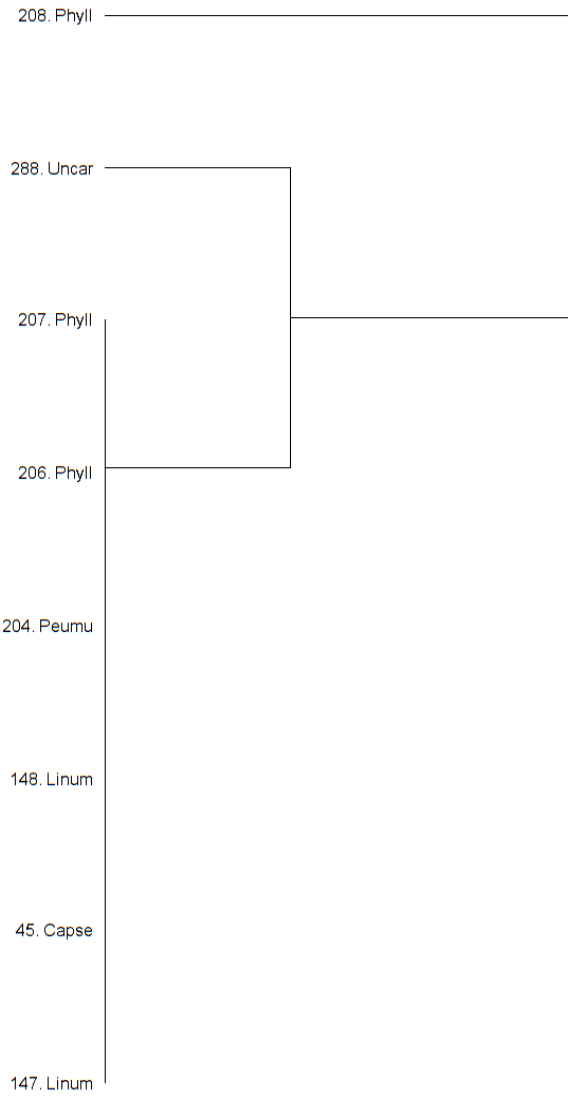 208. Phyll
288. Uncar
207. Phyll
206. Phyll
204. Peumu
148. Linum
45. Capse
147. Linum